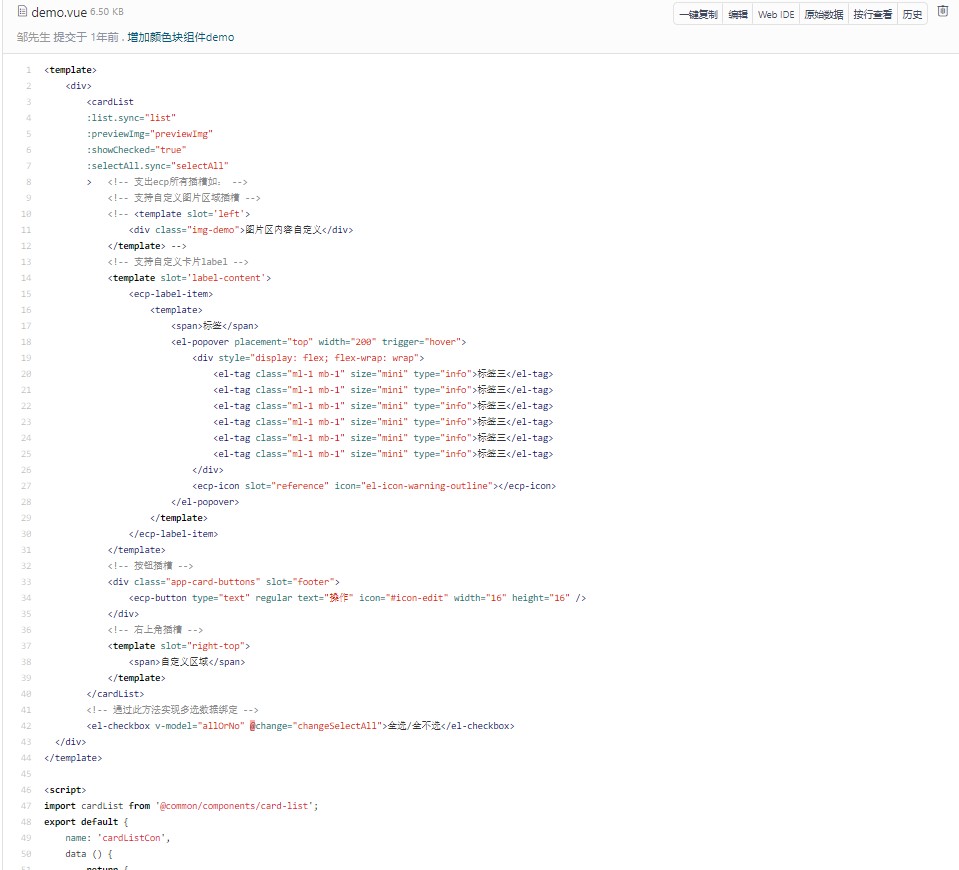 demo.vue 6.50 KB
一键复制 编辑 Web IDE 原始数据 按行查看 历史
邹先生 提交于 1年前 . 增加颜色块组件demo
1 <template>
2 <div>
3 <cardList
4 :list.sync="list"
5 :previewImg="previewImg"
6 :showChecked="true"
7 :selectAll.sync="selectAll"
8 > <!-- 支出ecp所有插槽如: -->
9 <!-- 支持自定义图片区域插槽 -->
10 <!-- <template slot='left'>
11 <div class="img-demo">图片区内容自定义</div>
12 </template> -->
13 <!-- 支持自定义卡片label -->
14 <template slot='label-content'>
15 <ecp-label-item>
16 <template>
17 <span>标签</span>
18 <el-popover placement="top" width="200" trigger="hover">
19 <div style="display: flex; flex-wrap: wrap">
20 <el-tag class="ml-1 mb-1" size="mini" type="info">标签三</el-tag>
21 <el-tag class="ml-1 mb-1" size="mini" type="info">标签三</el-tag>
22 <el-tag class="ml-1 mb-1" size="mini" type="info">标签三</el-tag>
23 <el-tag class="ml-1 mb-1" size="mini" type="info">标签三</el-tag>
24 <el-tag class="ml-1 mb-1" size="mini" type="info">标签三</el-tag>
25 <el-tag class="ml-1 mb-1" size="mini" type="info">标签三</el-tag>
26 </div>
27 <ecp-icon slot="reference" icon="el-icon-warning-outline"></ecp-icon>
28 </el-popover>
29 </template>
30 </ecp-label-item>
31 </template>
32 <!-- 按钮插槽 -->
33 <div class="app-card-buttons" slot="footer">
34 <ecp-button type="text" regular text="操作" icon="#icon-edit" width="16" height="16" />
35 </div>
36 <!-- 右上角插槽 -->
37 <template slot="right-top">
38 <span>自定义区域</span>
39 </template>
40 </cardList>
41 <!-- 通过此方法实现多选数据绑定 -->
42 <el-checkbox v-model="allOrNo" @change="changeSelectAll">全选/全不选</el-checkbox>
43 </div>
44 </template>
45
46 <script>
47 import cardList from '@common/components/card-list';
48 export default {
49 name: 'cardListCon',
50 data () {
51 return {